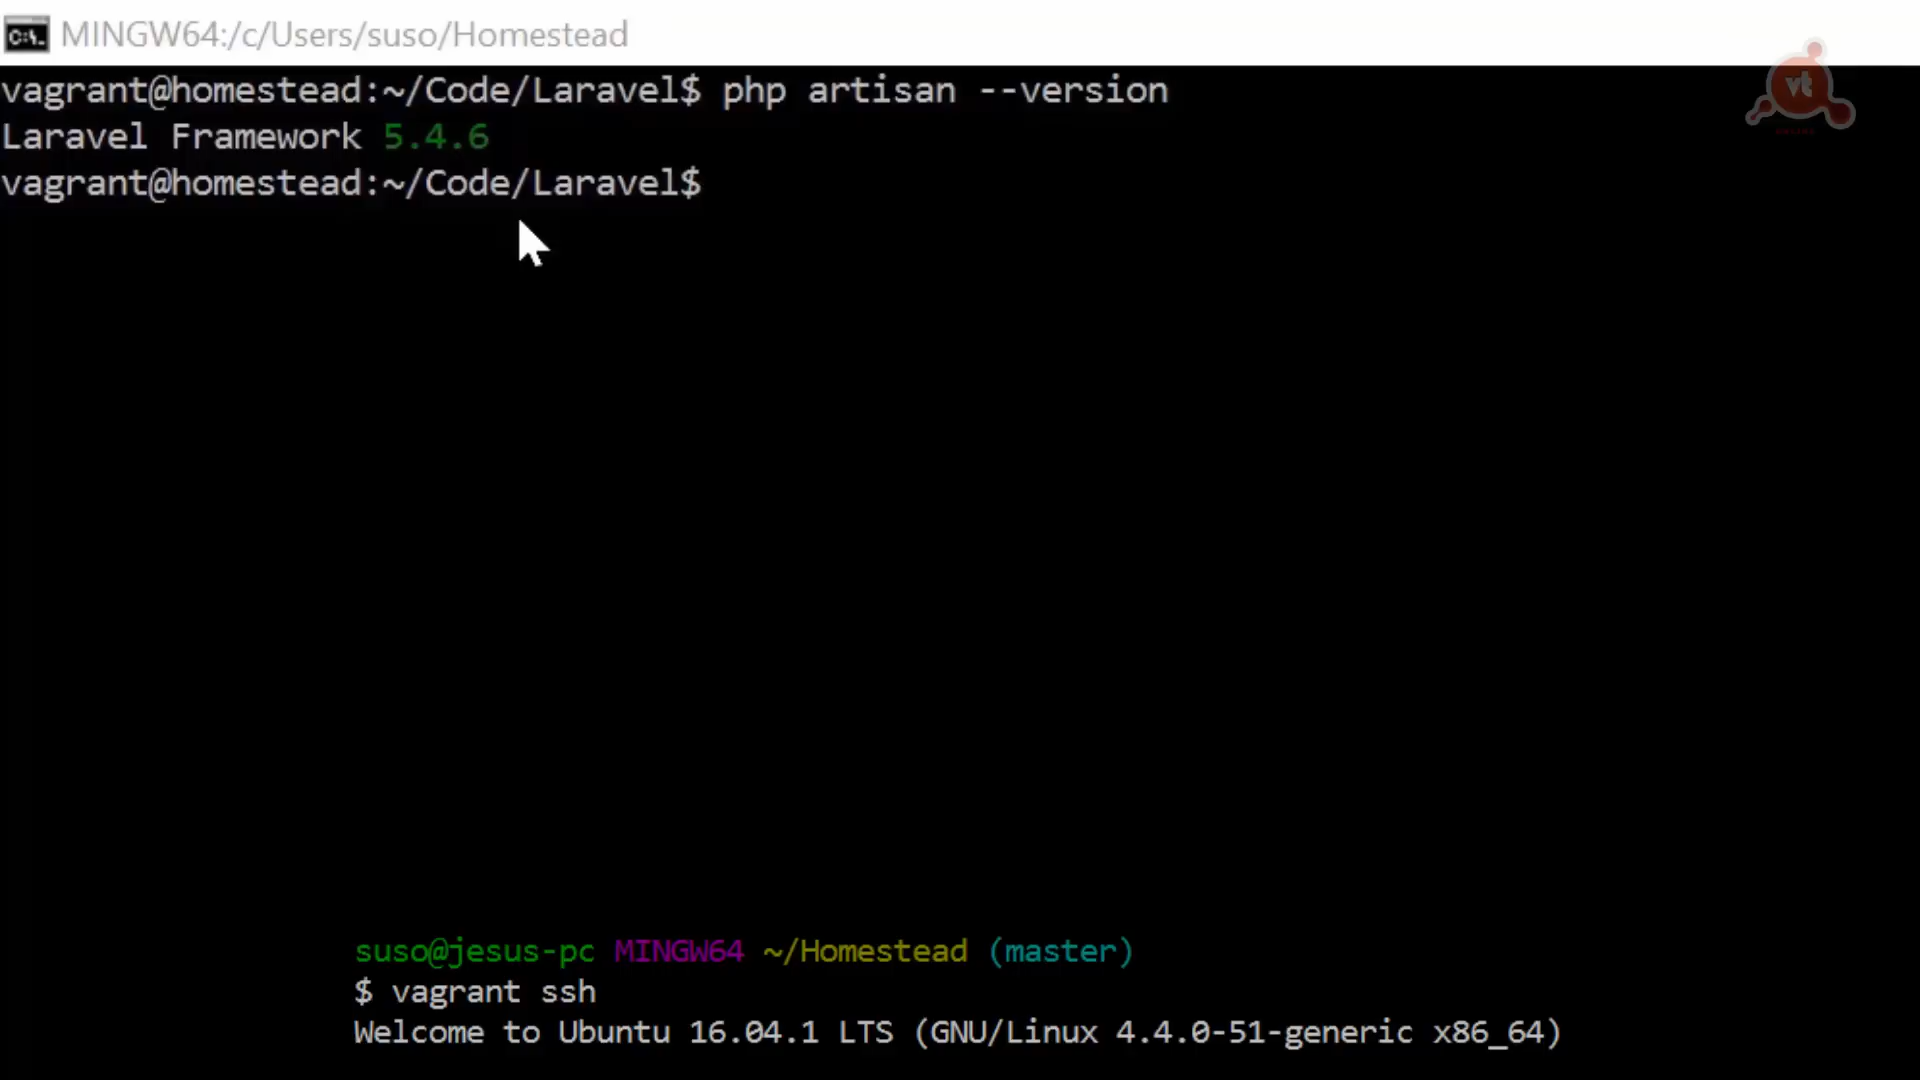 MINGW64:/c/Users/suso/Homestead
vagrant@homestead:~/Code/Laravel$ php artisan --version
Laravel Framework 5.4.6
vagrant@homestead:~/Code/Laravel$
vt
suso@jesus-pc MINGW64 ~/Homestead (master)
$ vagrant ssh
Welcome to Ubuntu 16.04.1 LTS (GNU/Linux 4.4.0-51-generic x86_64)